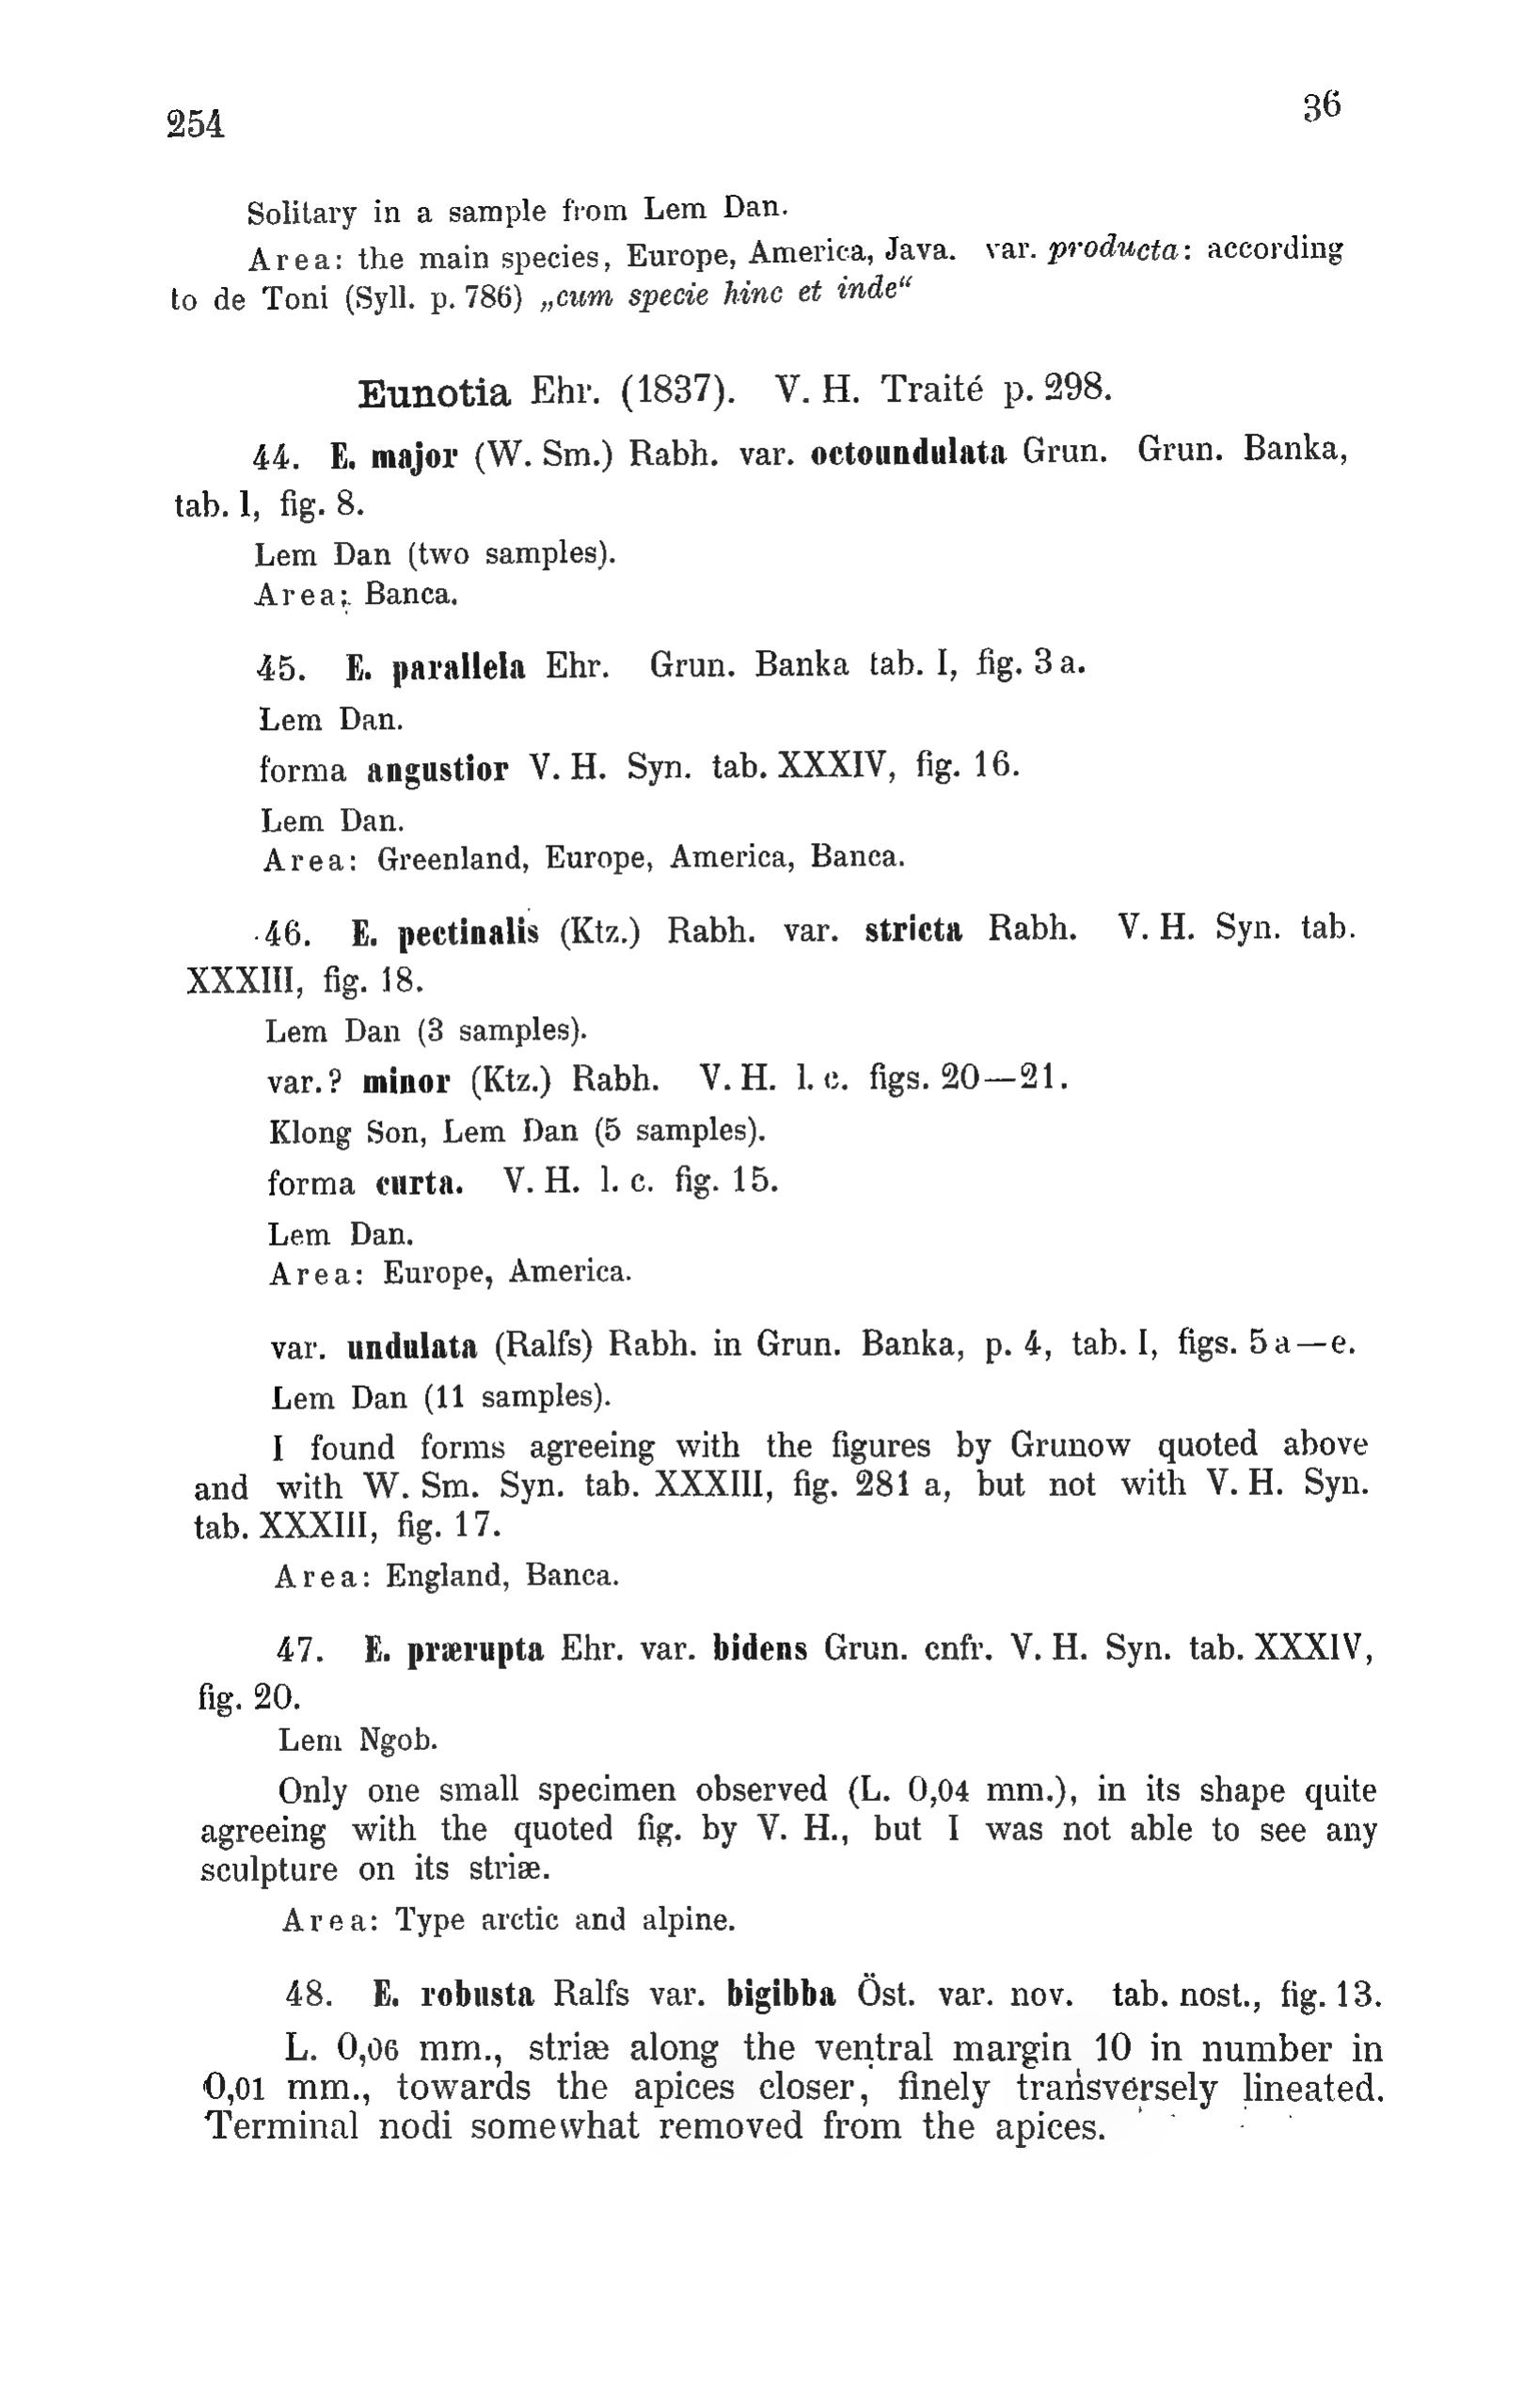 254
36
Solitary in a sample from Lem Dan.
Area: the main species, Europe, America, Java. var. producta: according
to de Toni (Syll. p. 786) „cum specie hinc et inde“
Eunotia Ehr. (1837). V. H. Traité p. 298.
44. E. major (W. Sm.) Rabh. var. octoundulata Grun. Grun. Banka,
tab. I, fig. 8.
Lem Dan (two samples).
Area: Banca.
45. E. parallela Ehr. Grun. Banka tab. I, fig. 3 a.
Lem Dan.
forma angustior V. H. Syn. tab. XXXIV, fig. 16.
Lem Dan.
Area: Greenland, Europe, America, Banca.
46. E. pectinalis (Ktz.) Rabh. var. stricta Rabh. V. H. Syn. tab.
XXXIII, fig. 18.
Lem Dan (3 samples).
var.? minor (Ktz.) Rabh. V. H. l. c. figs. 20—21.
Klong Son, Lem Dan (5 samples).
forma curta. V. H. l. c. fig. 15.
Lem Dan.
Area: Europe, America.
var. undulata (Ralfs) Rabh. in Grun. Banka, p. 4, tab. I, figs. 5 a—e.
Lem Dan (11 samples).
I found forms agreeing with the figures by Grunow quoted above
and with W. Sm. Syn. tab. XXXIII, fig. 281 a, but not with V. H. Syn.
tab. XXXIII, fig. 17.
Area: England, Banca.
47. E. prærupta Ehr. var. bidens Grun. cnfr. V. H. Syn. tab. XXXIV,
fig. 20.
Lem Ngob.
Only one small specimen observed (L. 0,04 mm.), in its shape quite
agreeing with the quoted fig. by V. H., but I was not able to see any
sculpture on its striæ.
Area: Type arctic and alpine.
48. E. robusta Ralfs var. bigibba Öst. var. nov. tab. nost., fig. 13.
L. 0,06 mm., striæ along the ventral margin 10 in number in
0,01 mm., towards the apices closer, finely transversely lineated.
Terminal nodi somewhat removed from the apices.